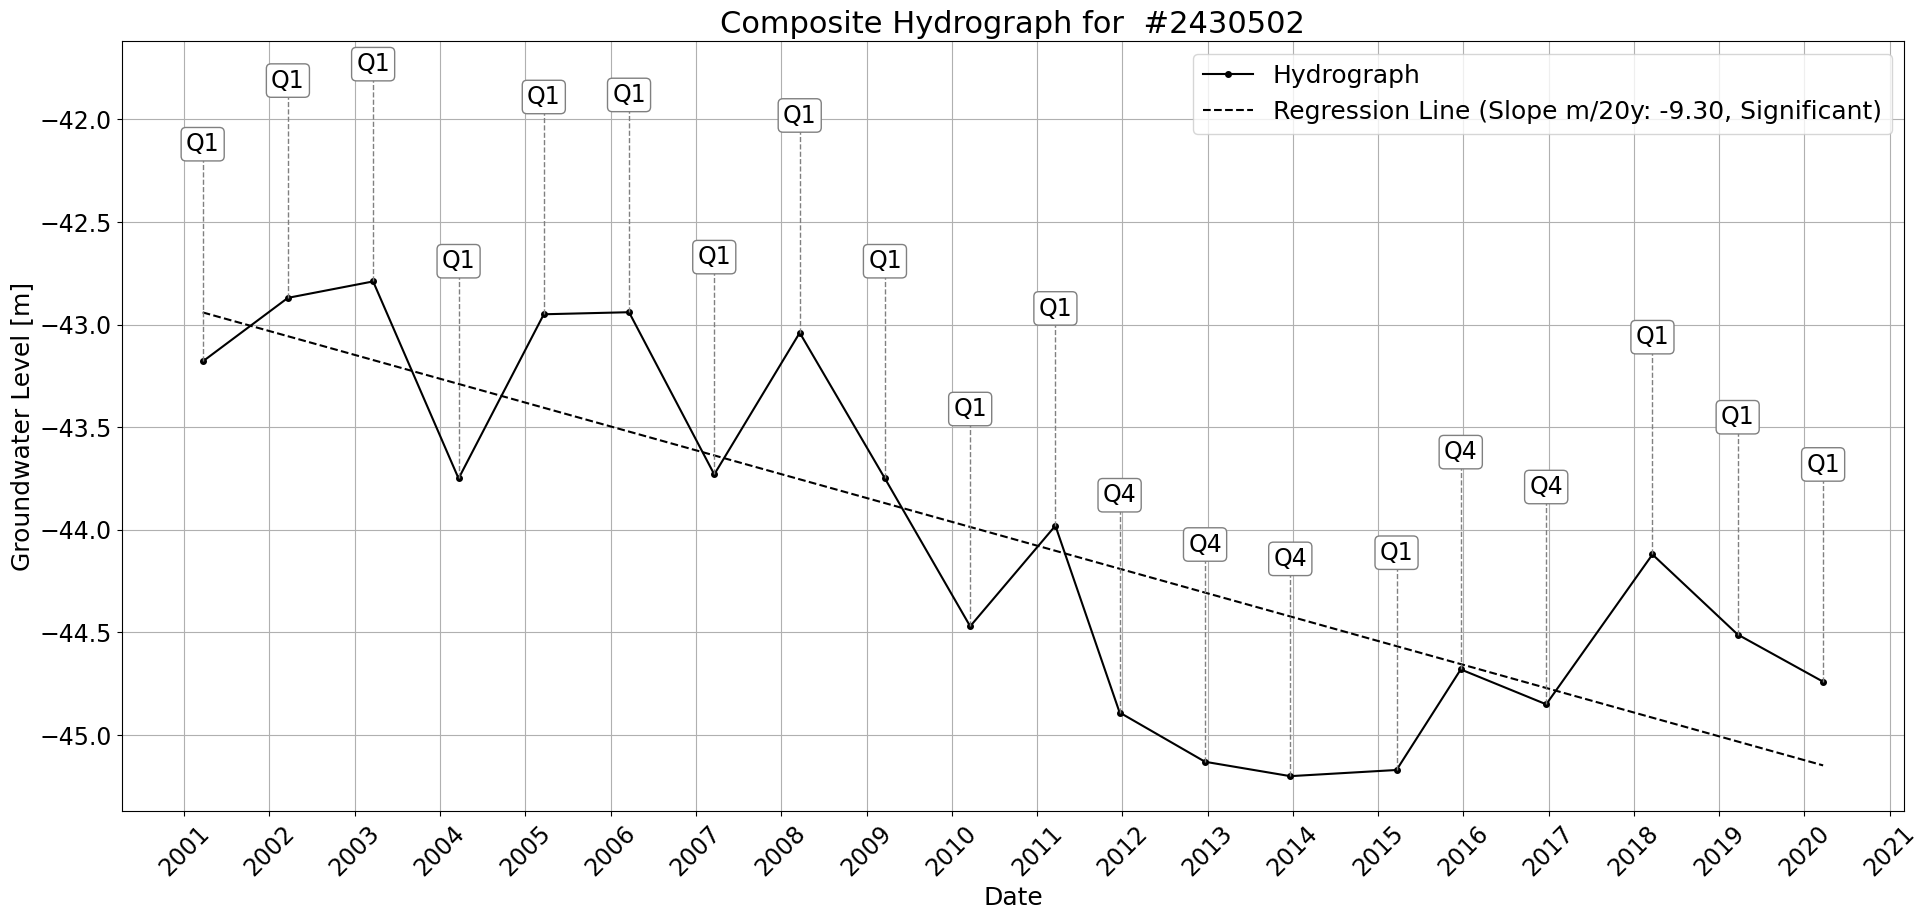 Composite Hydrograph for  #2430502
Hydrograph
Regression Line (Slope m/20y: -9.30, Significant)
Groundwater Level [m]
−42.0
−42.5
−43.0
−43.5
−44.0
−44.5
−45.0
Q1
Q1
Q1
Q1
Q1
Q1
Q1
Q1
Q1
Q1
Q1
Q4
Q4
Q4
Q1
Q4
Q4
Q1
Q1
Q1
2001
2002
2003
2004
2005
2006
2007
2008
2009
2010
2011
2012
2013
2014
2015
2016
2017
2018
2019
2020
2021
Date